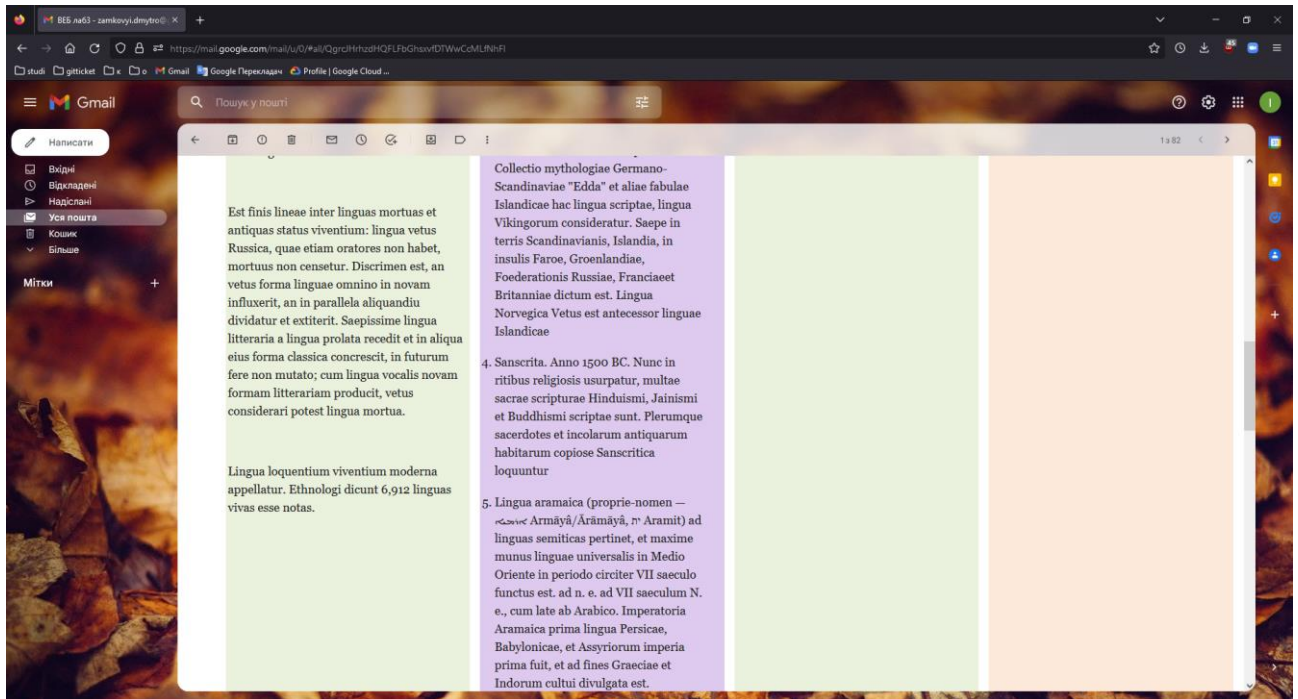 ВЕБ лаб3 - zamkovyi.dmytro@
https://mail.google.com/mail/u/0/#all/QgrcJHrhzdHQFLFbGhsxvfDTWwCcMLfNhFl
45
studi gitticket к о Gmail Google Перекладач Profile | Google Cloud ...
Gmail
Пошук у пошті
І
Написати
1 з 82
Вхідні
Відкладені
Надіслані
Уся пошта
Кошик
Більше
Мітки
Est finis lineae inter linguas mortuas et
antiquas status viventium: lingua vetus
Russica, quae etiam oratores non habet,
mortuus non censetur. Discrimen est, an
vetus forma linguae omnino in novam
influxerit, an in parallela aliquandiu
dividatur et extiterit. Saepissime lingua
litteraria a lingua prolata recedit et in aliqua
eius forma classica concrescit, in futurum
fere non mutato; cum lingua vocalis novam
formam litterariam producit, vetus
considerari potest lingua mortua.
Lingua loquentium viventium moderna
appellatur. Ethnologi dicunt 6,912 linguas
vivas esse notas.
Collectio mythologiae Germano-
Scandinaviae "Edda" et aliae fabulae
Islandicae hac lingua scriptae, lingua
Vikingorum consideratur. Saepe in
terris Scandinavianis, Islandia, in
insulis Faroe, Groenlandiae,
Foederationis Russiae, Franciaeet
Britanniae dictum est. Lingua
Norvegica Vetus est antecessor linguae
Islandicae
4. Sanscrita. Anno 1500 BC. Nunc in
ritibus religiosis usurpatur, multae
sacrae scripturae Hinduismi, Jainismi
et Buddhismi scriptae sunt. Plerumque
sacerdotes et incolarum antiquarum
habitarum copiose Sanscritica
loquuntur
5. Lingua aramaica (proprie-nomen —
Armāyâ/Ārāmāyâ, ית Aramit) ad
linguas semiticas pertinet, et maxime
munus linguae universalis in Medio
Oriente in periodo circiter VII saeculo
functus est. ad n. e. ad VII saeculum N.
e., cum late ab Arabico. Imperatoria
Aramaica prima lingua Persicae,
Babylonicae, et Assyriorum imperia
prima fuit, et ad fines Graeciae et
Indorum cultui divulgata est.